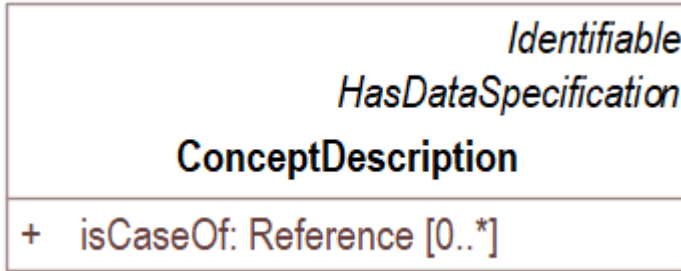 Identifiable
HasDataSpecification
ConceptDescription
+ isCaseOf: Reference [0..*]